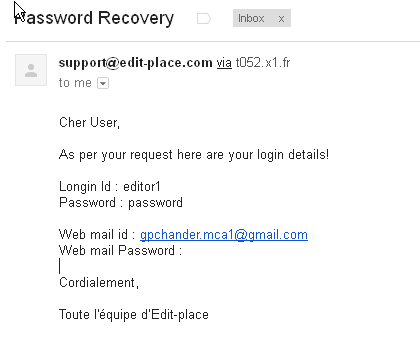 Password Recovery
Inbox x
support@edit-place.com via t052.x1.fr
to me
Cher User,
As per your request here are your login details!
Longin Id : editor1
Password : password
Web mail id : gpchander.mca1@gmail.com
Web mail Password :
Cordialement,
Toute l'équipe d'Edit-place